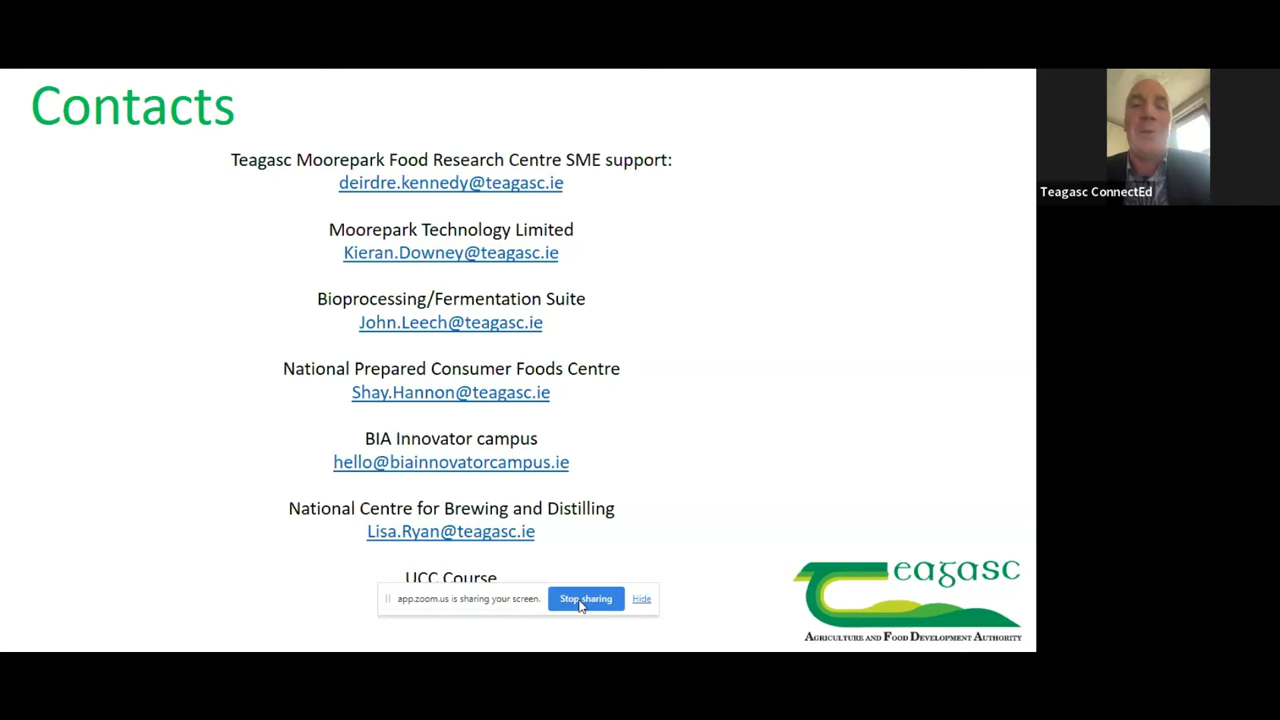 Contacts
Teagasc Moorepark Food Research Centre SME support:
deirdre.kennedy@teagasc.ie
Moorepark Technology Limited
Kieran.Downey@teagasc.ie
Bioprocessing/Fermentation Suite
John.Leech@teagasc.ie
National Prepared Consumer Foods Centre
Shay.Hannon@teagasc.ie
BIA Innovator campus
hello@biainnovatorcampus.ie
National Centre for Brewing and Distilling
Lisa.Ryan@teagasc.ie
UCC Course
app.zoom.us is sharing your screen. Stop sharing Hide
Teagasc
AGRICULTURE AND FOOD DEVELOPMENT AUTHORITY
Teagasc ConnectEd